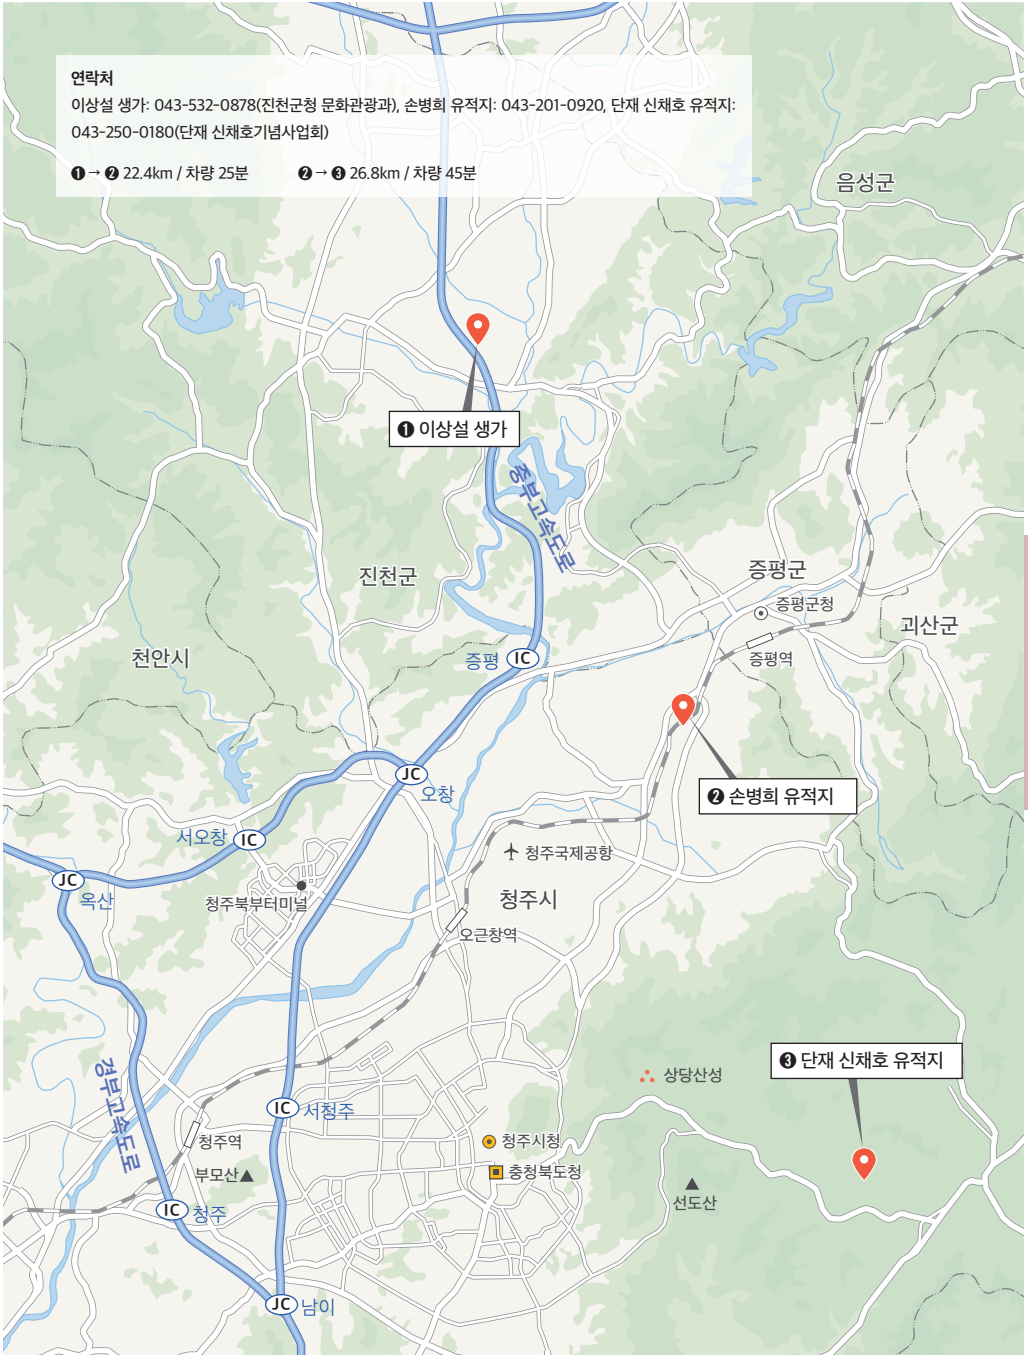 연락처
이상설 생가: 043-532-0878(진천군청 문화관광과), 손병희 유적지: 043-201-0920, 단재 신채호 유적지:
043-250-0180(단재 신채호기념사업회)
❶ → ❷ 22.4km / 차량 25분 ❷ → ❸ 26.8km / 차량 45분
음성군
❶ 이상설 생가
중부고속도로
진천군
증평군
증평군청
괴산군
천안시
증평 IC
증평역
JC
오창
❷ 손병희 유적지
서오창 IC
청주국제공항
JC
옥산
청주북부터미널
청주시
오근창역
❸ 단재 신채호 유적지
경부고속도로
상당산성
IC 서청주
청주역
청주시청
부모산
충청북도청
선도산
IC 청주
JC 남이